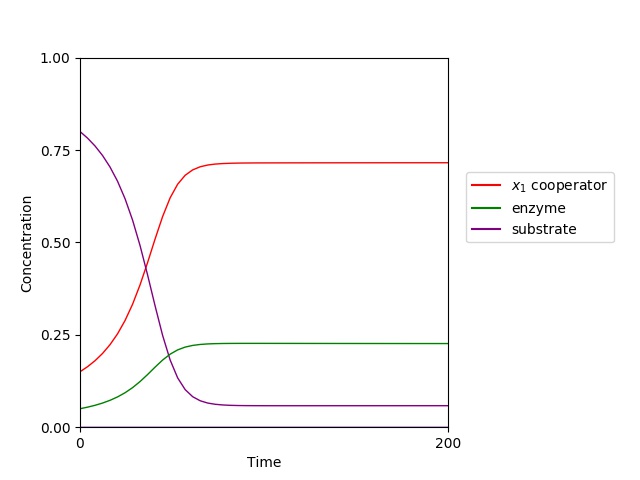 1.00
0.75
0.50
0.25
0.00
Concentration
0
200
Time
x₁ cooperator
enzyme
substrate